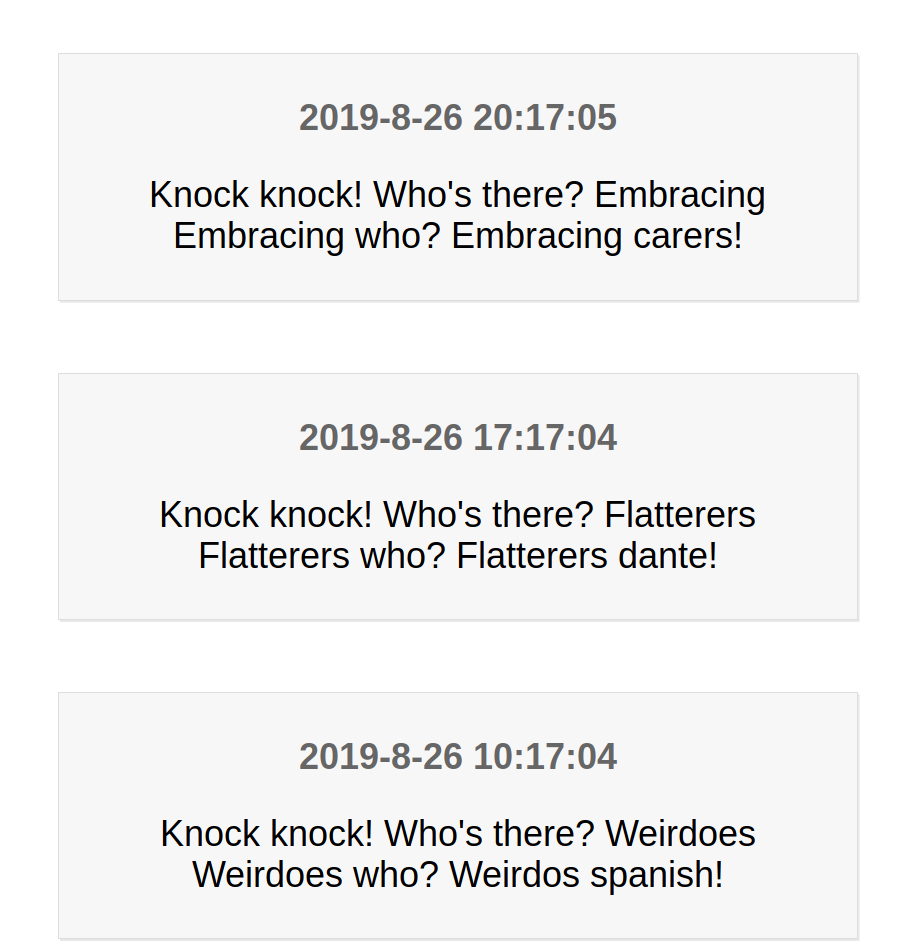 2019-8-26 20:17:05
Knock knock! Who's there? Embracing
Embracing who? Embracing carers!
2019-8-26 17:17:04
Knock knock! Who's there? Flatterers
Flatterers who? Flatterers dante!
2019-8-26 10:17:04
Knock knock! Who's there? Weirdoes
Weirdoes who? Weirdos spanish!